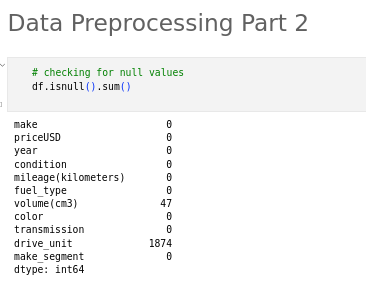 Data Preprocessing Part 2
# checking for null values
df.isnull().sum()
make 0
priceUSD 0
year 0
condition 0
mileage(kilometers) 0
fuel_type 0
volume(cm3) 47
color 0
transmission 0
drive_unit 1874
make_segment 0
dtype: int64